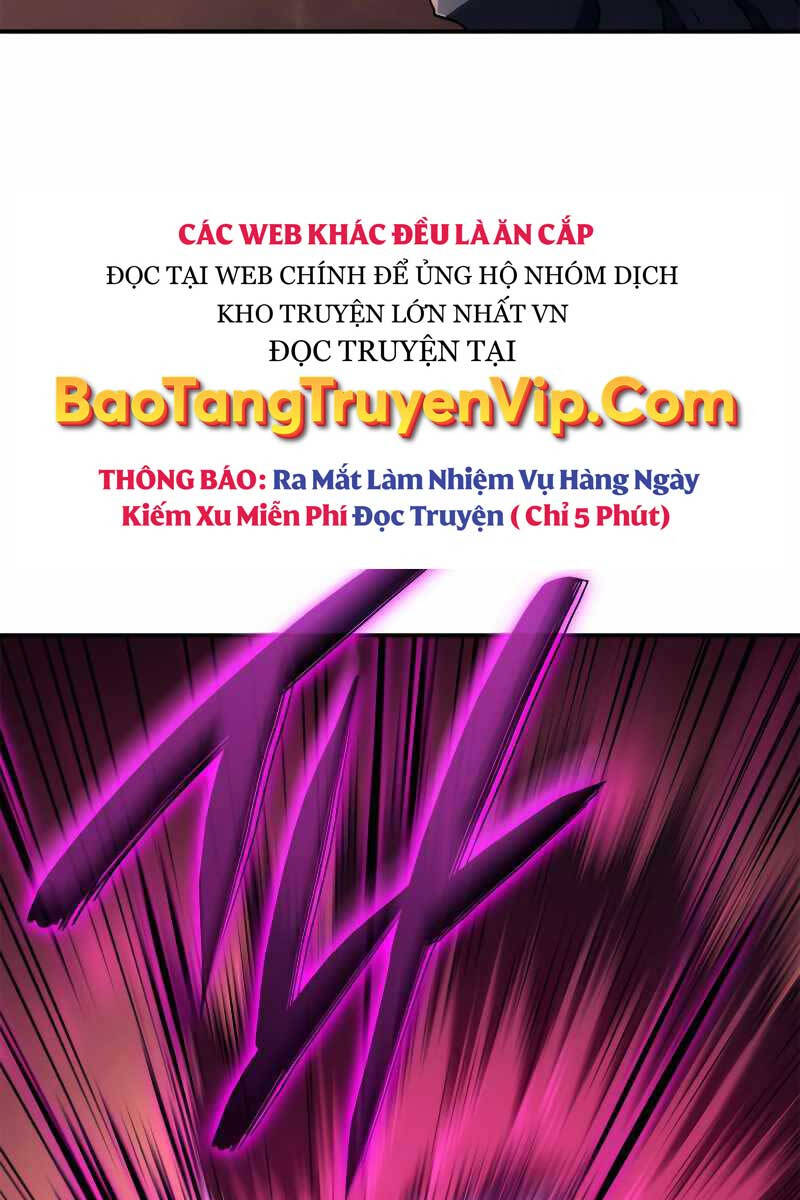 CÁC WEB KHÁC ĐỀU LÀ ĂN CẮP
ĐỌC TẠI WEB CHÍNH ĐỂ ỦNG HỘ NHÓM DỊCH
KHO TRUYỆN LỚN NHẤT VN
ĐỌC TRUYỆN TẠI
BaoTangTruyenVip.Com
THÔNG BÁO: Ra Mắt Làm Nhiệm Vụ Hàng Ngày
Kiếm Xu Miễn Phí Đọc Truyện ( Chỉ 5 Phút)